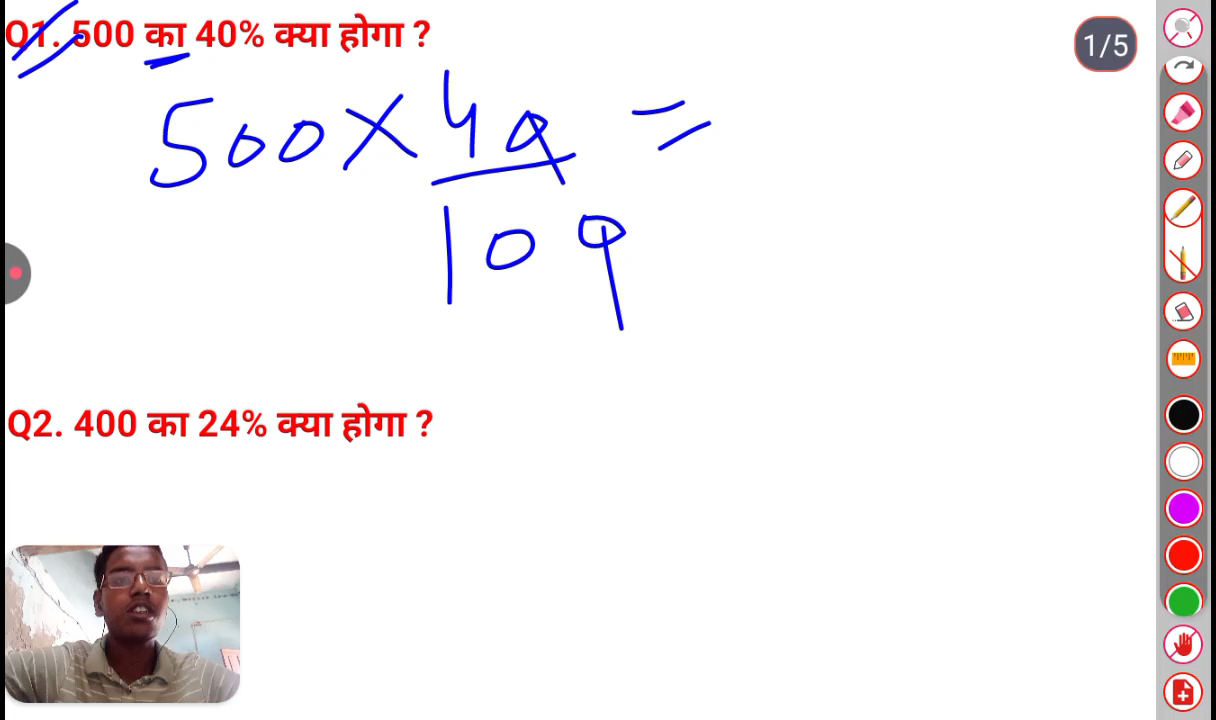 Q1. 500 का 40% क्या होगा ?
1/5
500 × 40 =
100
Q2. 400 का 24% क्या होगा ?